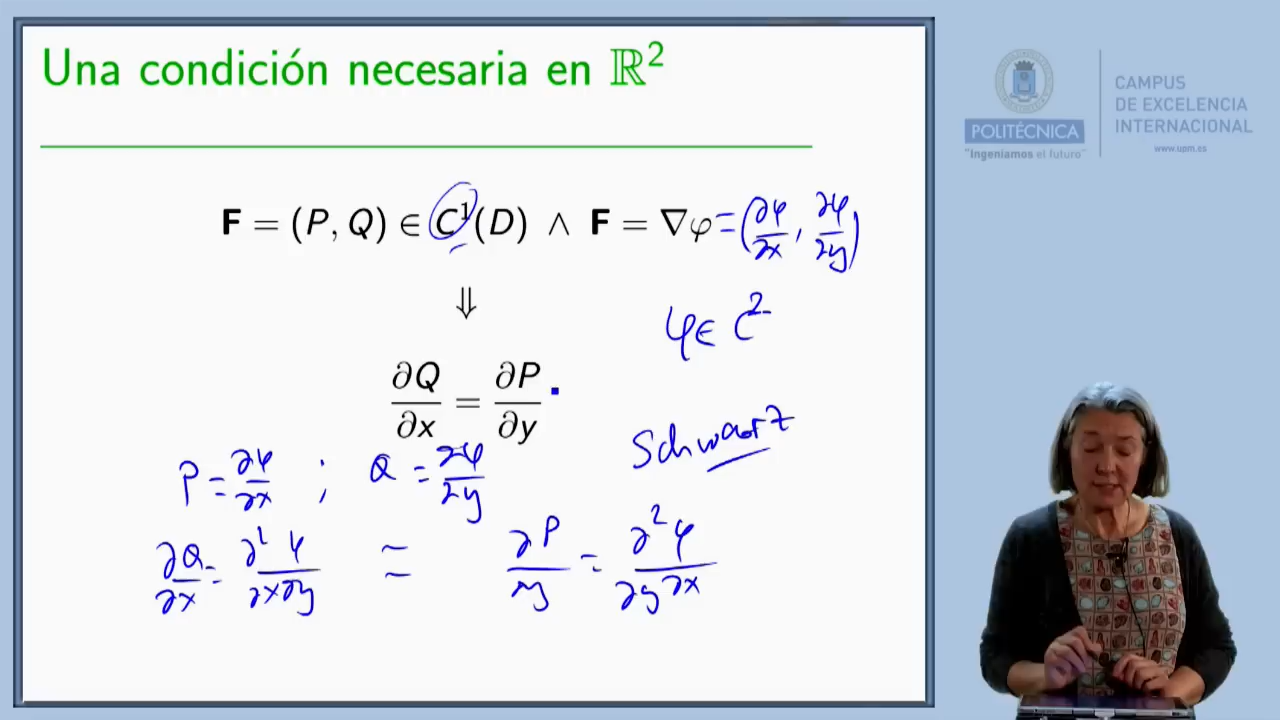 Una condición necesaria en ℝ²
F = (P, Q) ∈ C¹(D) ∧ F = ∇φ = (∂φ/∂x, ∂φ/∂y)
⇓
φ ∈ C²
∂Q/∂x = ∂P/∂y
Schwartz
P = ∂φ/∂x ; Q = ∂φ/∂y
∂Q/∂x = ∂²φ/∂x∂y = ∂P/∂y = ∂²φ/∂y∂x
POLITÉCNICA
"Ingeniamos el futuro"
CAMPUS
DE EXCELENCIA
INTERNACIONAL
www.upm.es